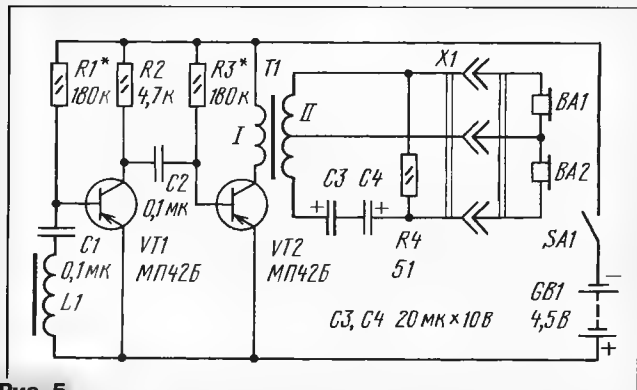 R1*
180к
R2
4,7к
R3*
180к
T1
I
II
X1
BA1
BA2
C2
0,1мк
C3
C4
+
+
R4
51
SA1
C1
0,1мк
L1
VT1
МП42Б
VT2
МП42Б
C3, C4 20мк×10В
GB1
4,5В
−
+
Рис. 5